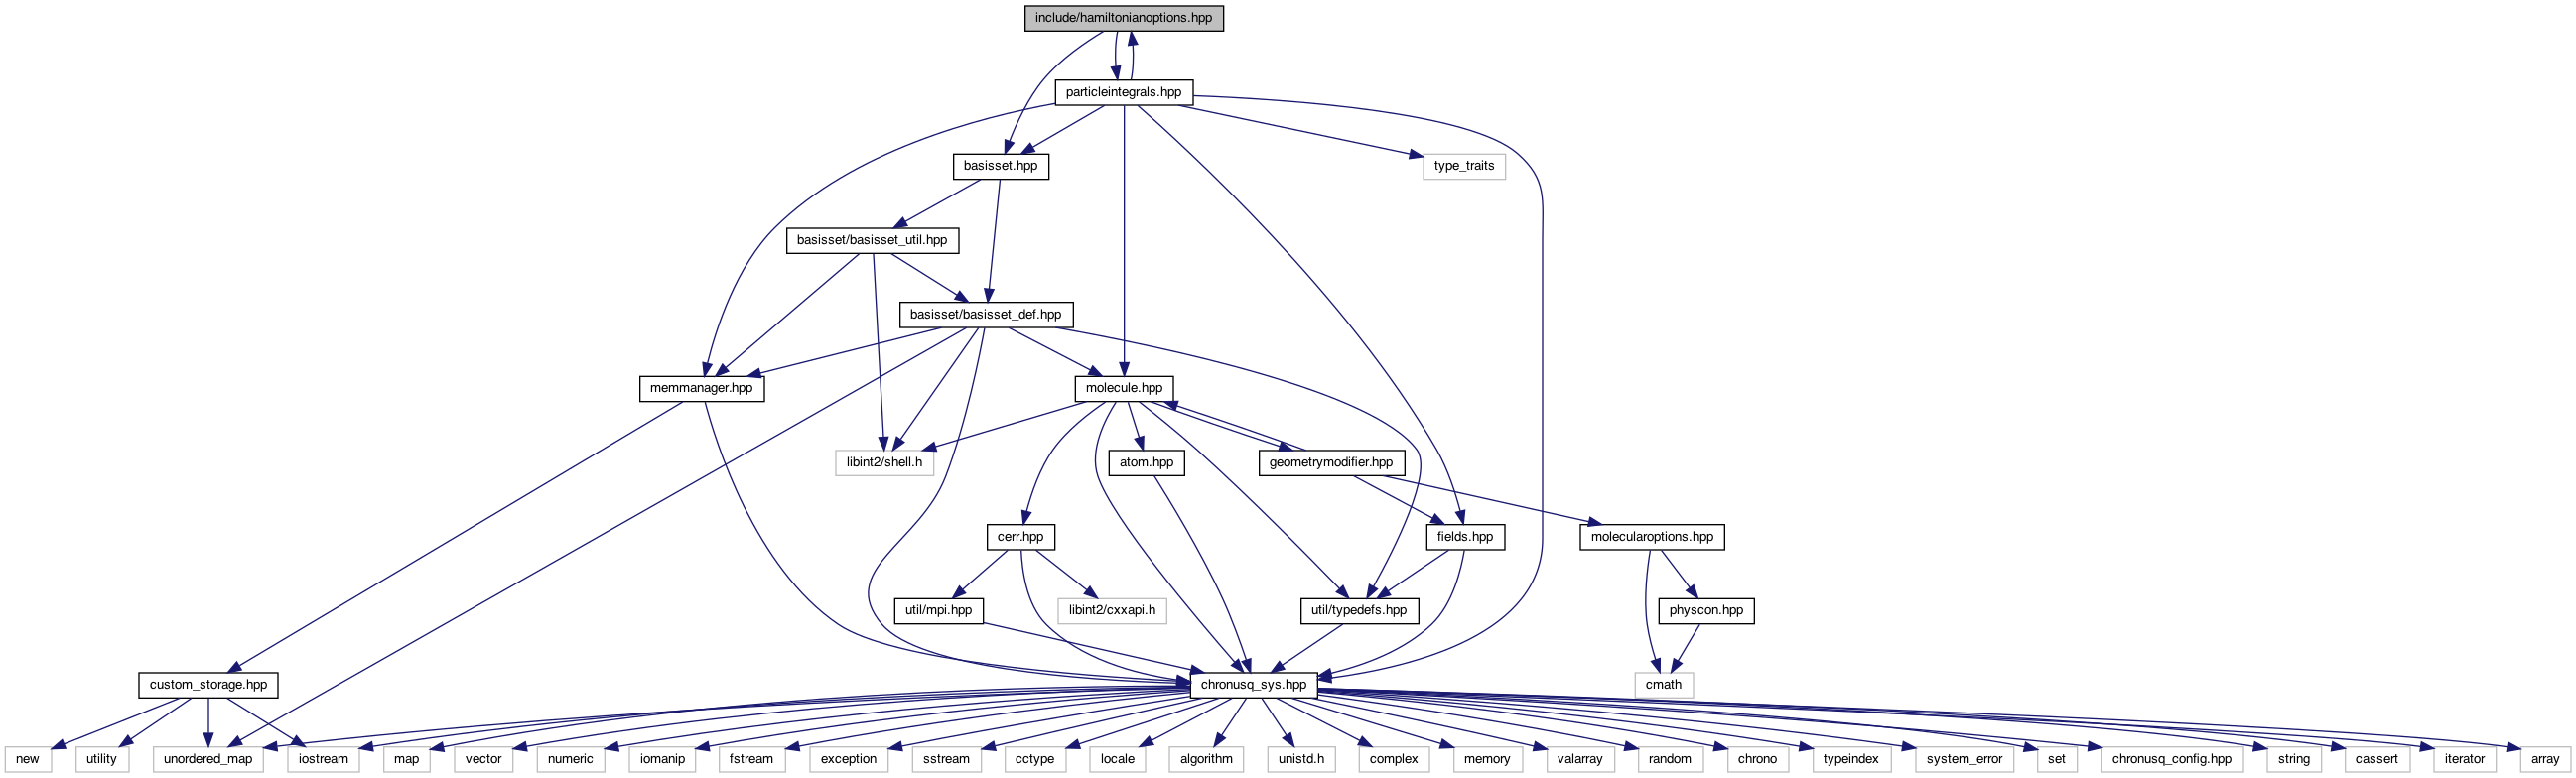 include/hamiltonianoptions.hpp
particleintegrals.hpp
basisset.hpp
type_traits
basisset/basisset_util.hpp
basisset/basisset_def.hpp
memmanager.hpp
molecule.hpp
libint2/shell.h
atom.hpp
geometrymodifier.hpp
cerr.hpp
fields.hpp
molecularoptions.hpp
util/mpi.hpp
libint2/cxxapi.h
util/typedefs.hpp
physcon.hpp
custom_storage.hpp
chronusq_sys.hpp
cmath
new
utility
unordered_map
iostream
map
vector
numeric
iomanip
fstream
exception
sstream
cctype
locale
algorithm
unistd.h
complex
memory
valarray
random
chrono
typeindex
system_error
set
chronusq_config.hpp
string
cassert
iterator
array